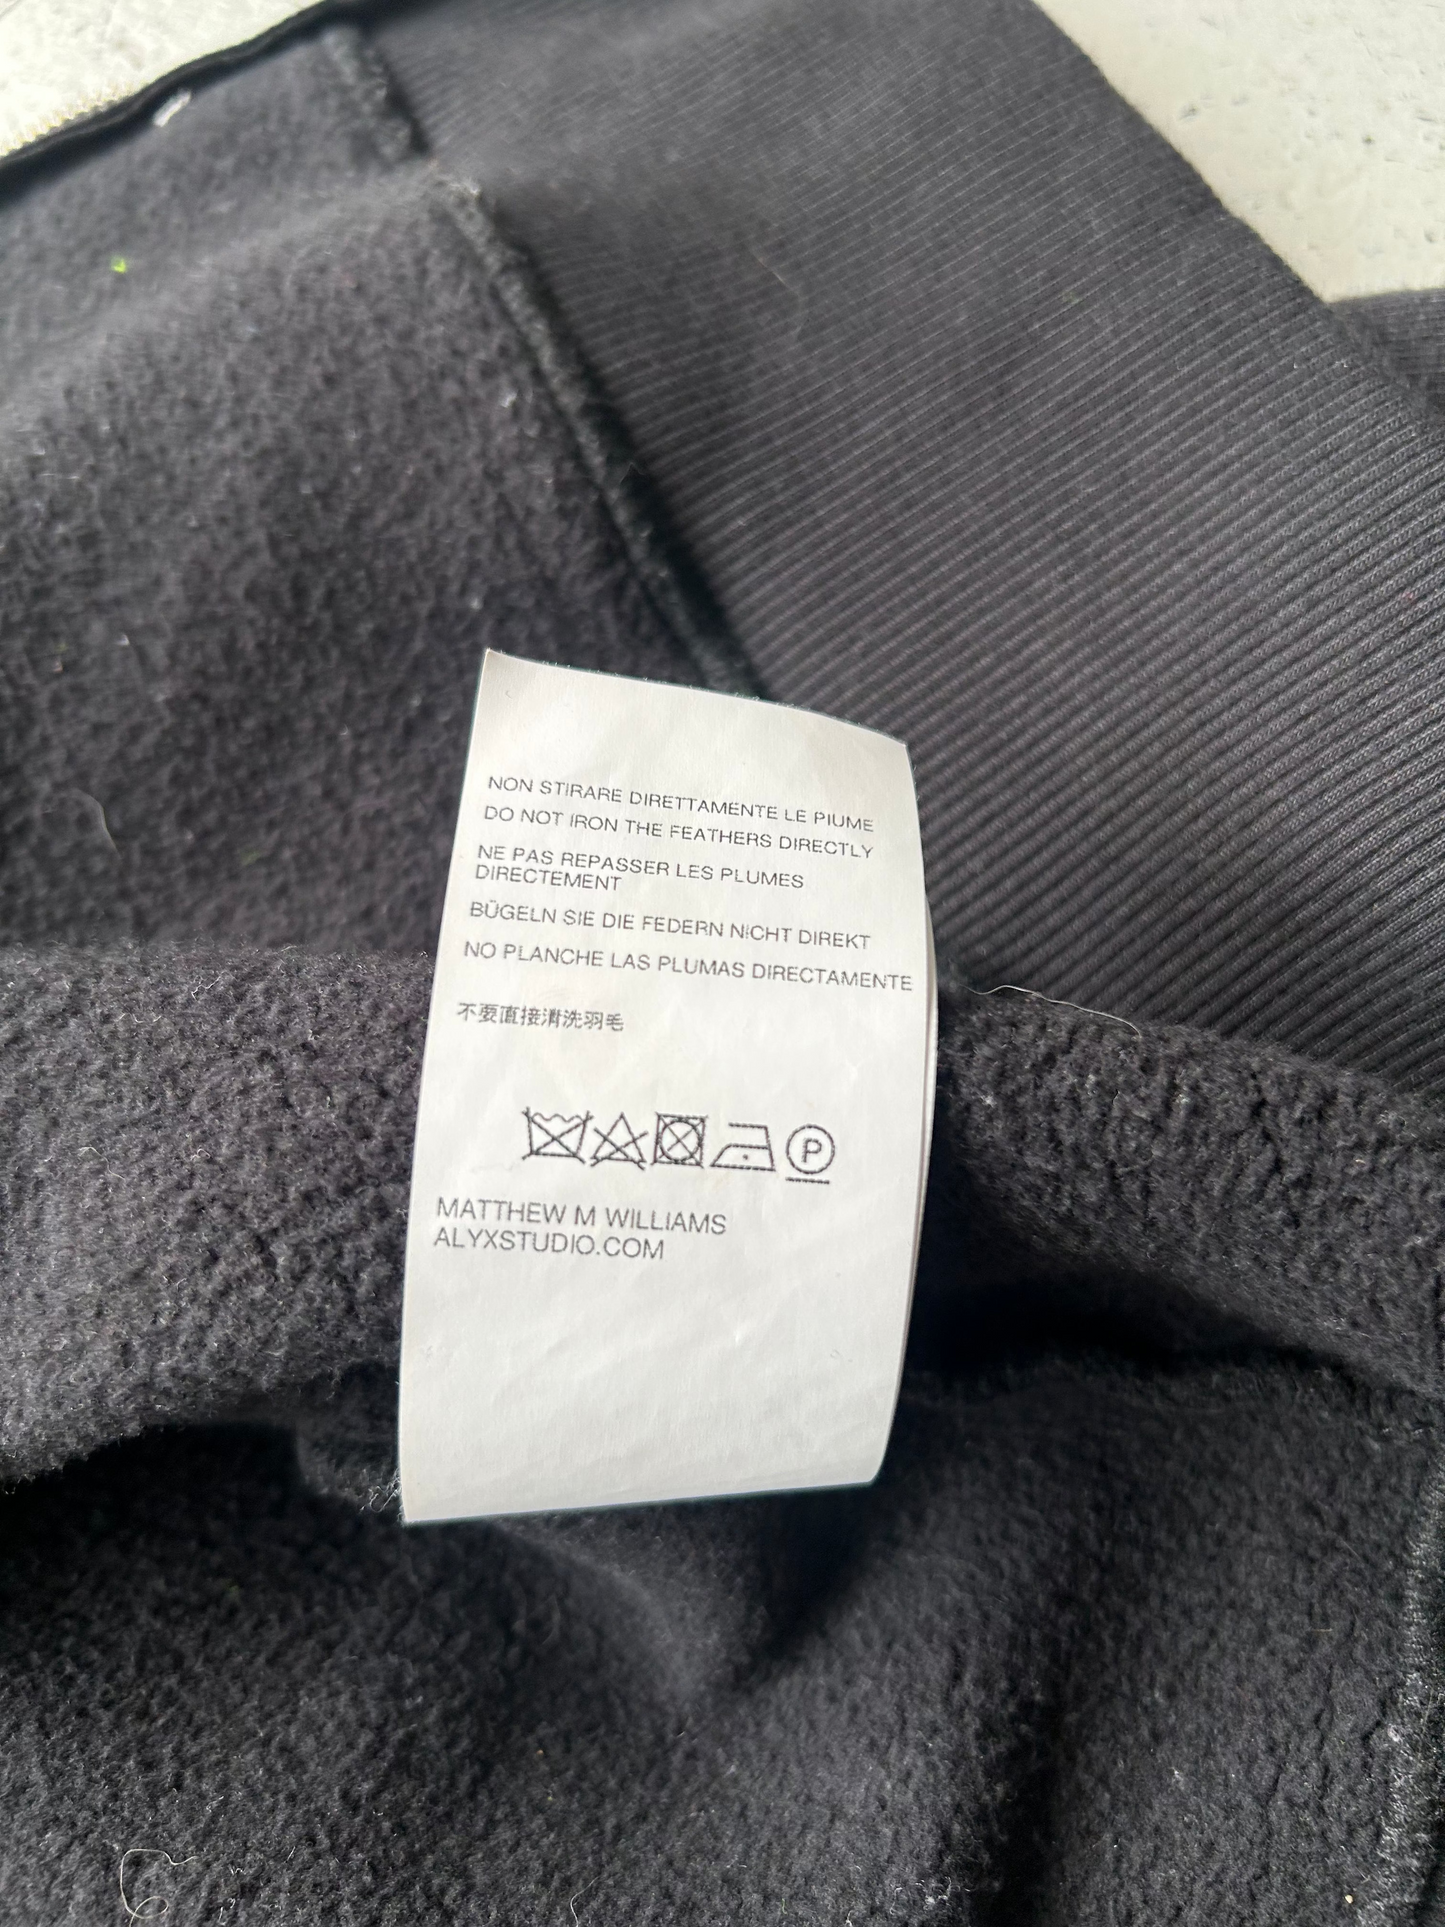 NON STIRARE DIRETTAMENTE LE PIUME
DO NOT IRON THE FEATHERS DIRECTLY
NE PAS REPASSER LES PLUMES
DIRECTEMENT
BÜGELN SIE DIE FEDERN NICHT DIREKT
NO PLANCHE LAS PLUMAS DIRECTAMENTE
不要直接清洗羽毛
P
MATTHEW M WILLIAMS
ALYXSTUDIO.COM